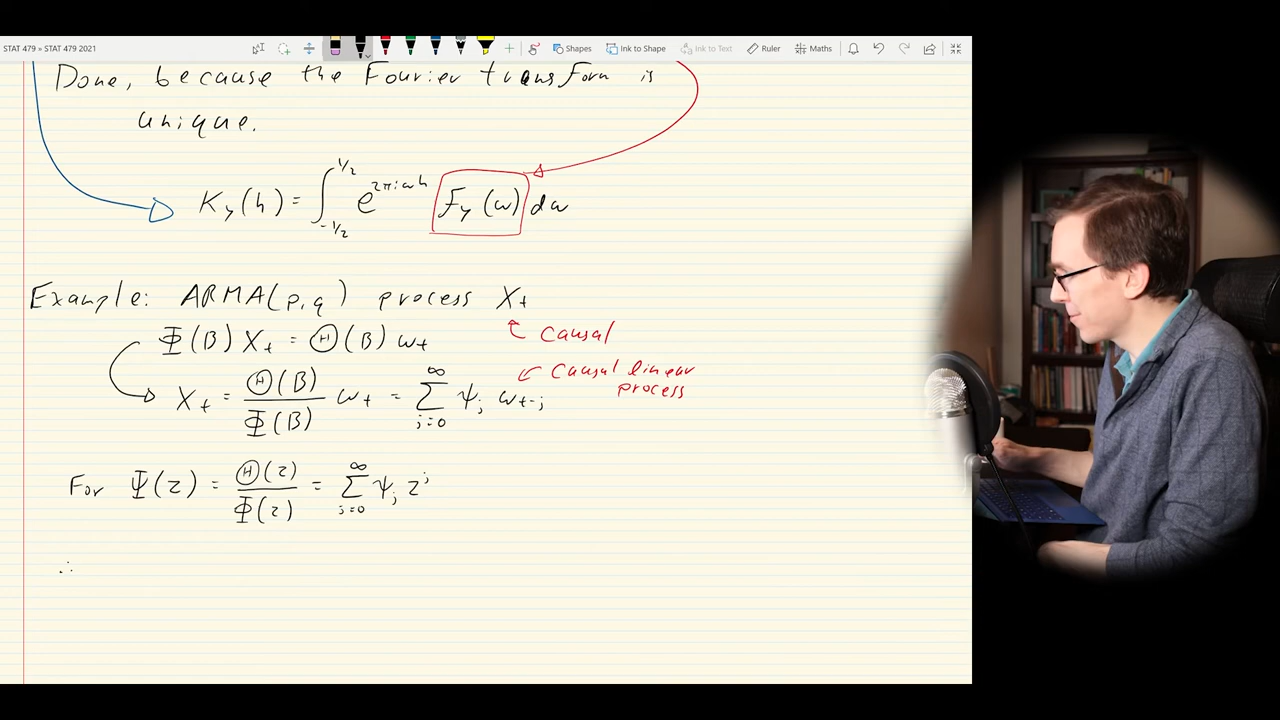 STAT 479 » STAT 479 2021
Shapes Ink to Shape Ink to Text Ruler Maths
Done, because the Fourier transform is
unique.
K_y(h) = ∫_{-1/2}^{1/2} e^{2πiωh} f_y(ω) dω
Example: ARMA(p,q) process X_t
← causal
Φ(B) X_t = Θ(B) w_t
X_t = Θ(B)/Φ(B) w_t = Σ_{j=0}^{∞} ψ_j w_{t-j}
← causal linear
process
For Ψ(z) = Θ(z)/Φ(z) = Σ_{j=0}^{∞} ψ_j z^j
∴